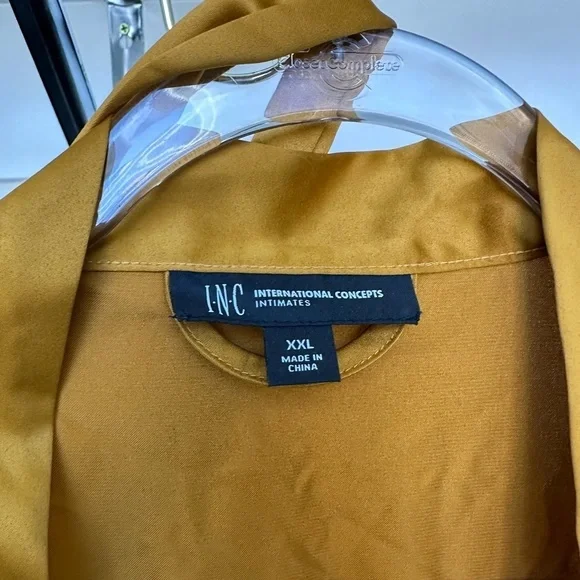 Closet Complete
I·N·C INTERNATIONAL CONCEPTS
INTIMATES
XXL
MADE IN
CHINA